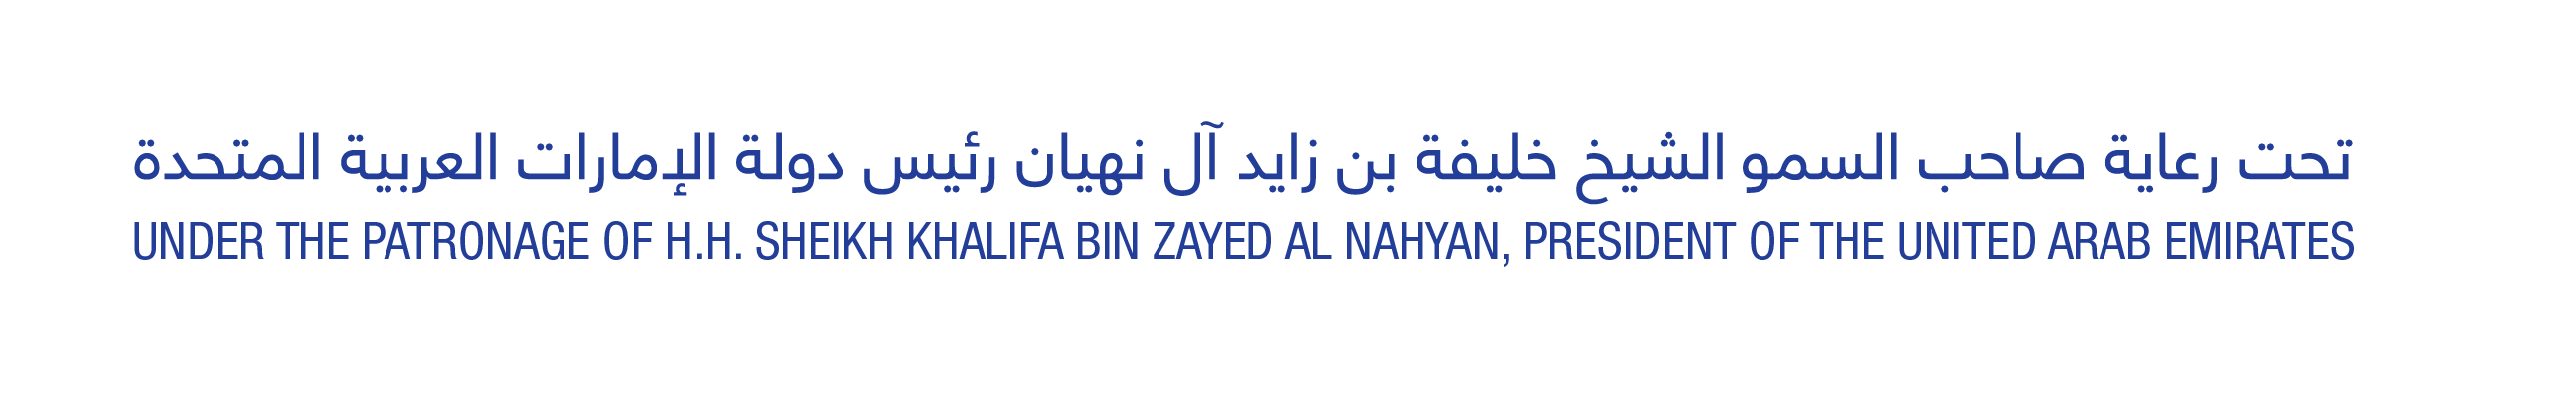 تحت رعاية صاحب السمو الشيخ خليفة بن زايد آل نهيان رئيس دولة الإمارات العربية المتحدة
UNDER THE PATRONAGE OF H.H. SHEIKH KHALIFA BIN ZAYED AL NAHYAN, PRESIDENT OF THE UNITED ARAB EMIRATES